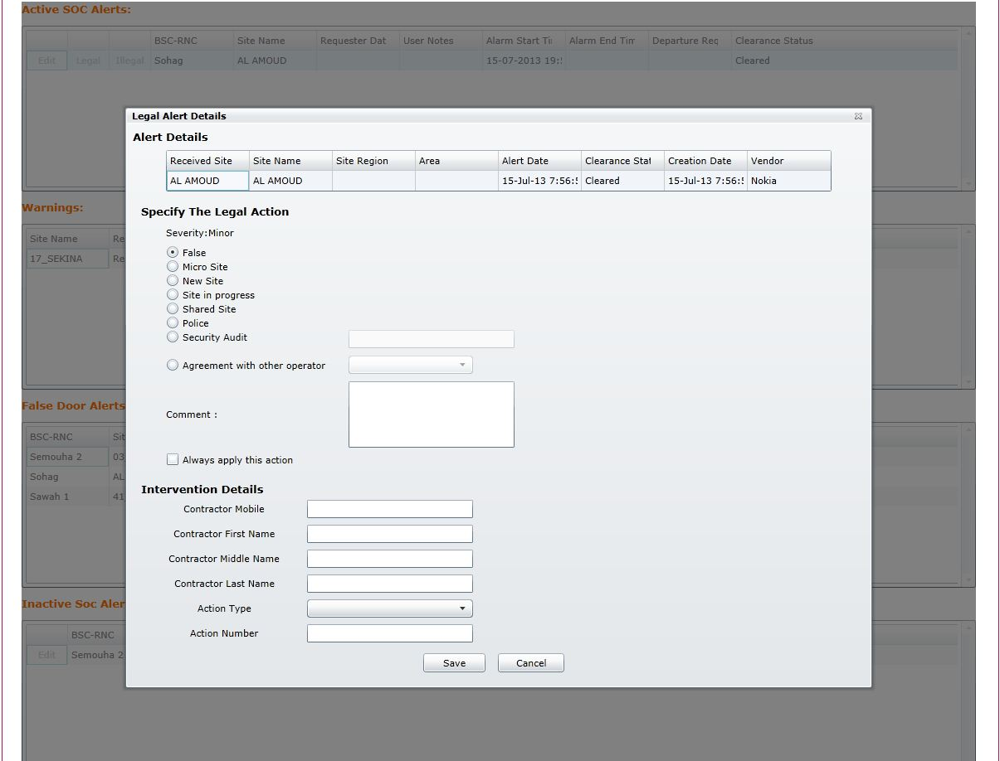 Active SOC Alerts:
BSC-RNC Site Name Requester Dat User Notes Alarm Start Ti Alarm End Tim Departure Req Clearance Status
Edit Legal Illegal Sohag AL AMOUD 15-07-2013 19: Cleared
Legal Alert Details
Alert Details
Received Site Site Name Site Region Area Alert Date Clearance Stat Creation Date Vendor
AL AMOUD AL AMOUD 15-Jul-13 7:56: Cleared 15-Jul-13 7:56: Nokia
Warnings:
Specify The Legal Action
Site Name Re
Severity:Minor
17_SEKINA Re
False
Micro Site
New Site
Site in progress
Shared Site
Police
Security Audit
Agreement with other operator
False Door Alerts
Comment :
BSC-RNC Sit
Semouha 2 03
Always apply this action
Sohag AL
Sawah 1 41
Intervention Details
Contractor Mobile
Contractor First Name
Contractor Middle Name
Contractor Last Name
Inactive Soc Aler
Action Type
BSC-RNC
Action Number
Edit Semouha 2
Save Cancel